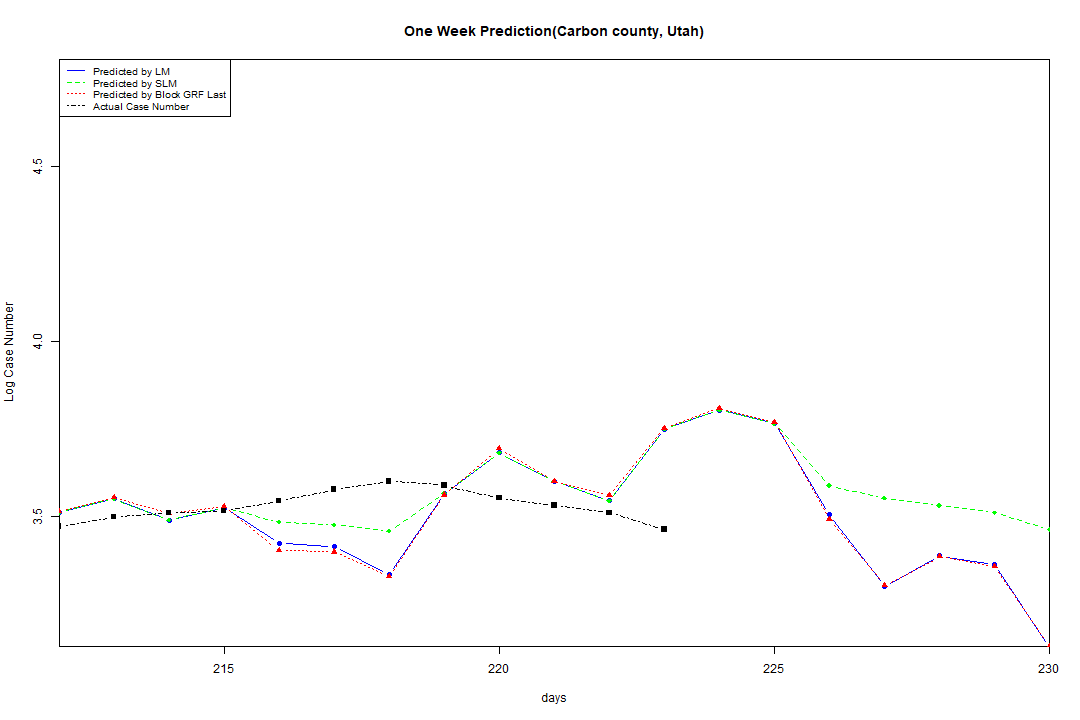 One Week Prediction(Carbon county, Utah)
Predicted by LM
Predicted by SLM
Predicted by Block GRF Last
Actual Case Number
4.5
4.0
3.5
Log Case Number
215 220 225 230
days